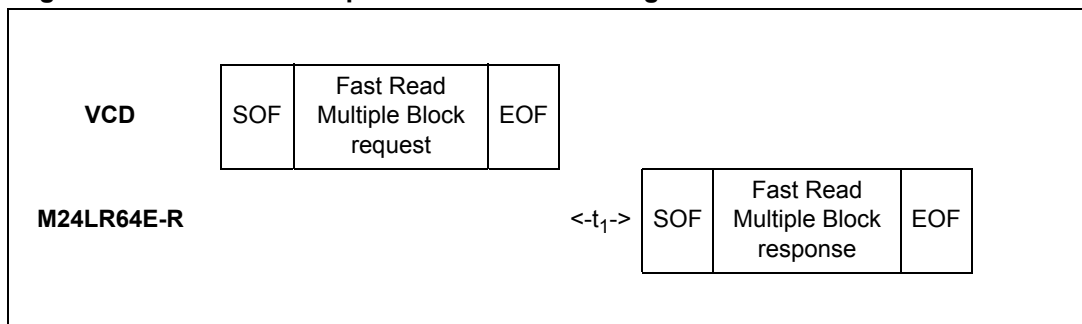 VCD
SOF
Fast Read
Multiple Block
request
EOF
M24LR64E-R
<-t1->
SOF
Fast Read
Multiple Block
response
EOF